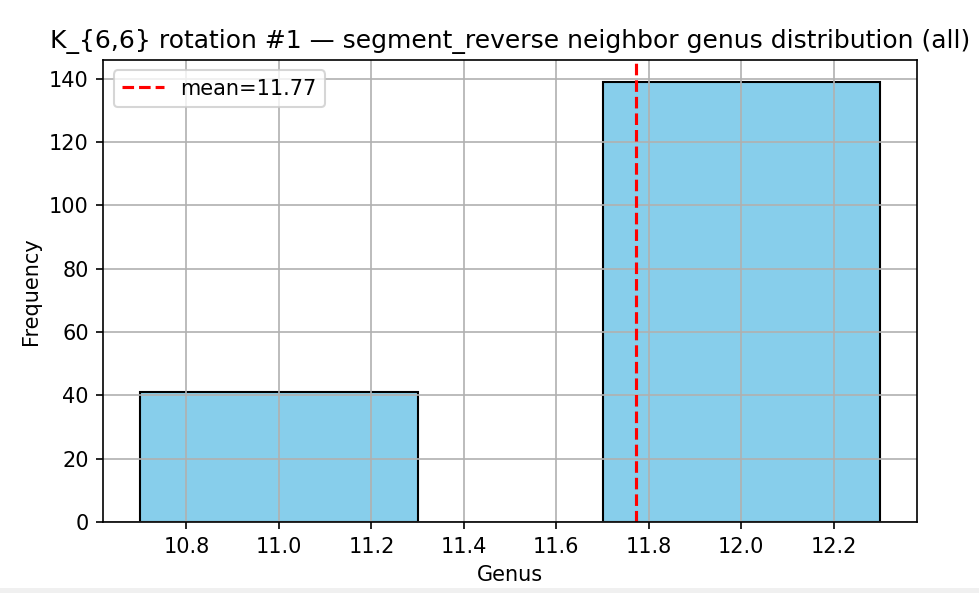 K_{6,6} rotation #1 — segment_reverse neighbor genus distribution (all)
mean=11.77
Frequency
140
120
100
80
60
40
20
0
10.8 11.0 11.2 11.4 11.6 11.8 12.0 12.2
Genus